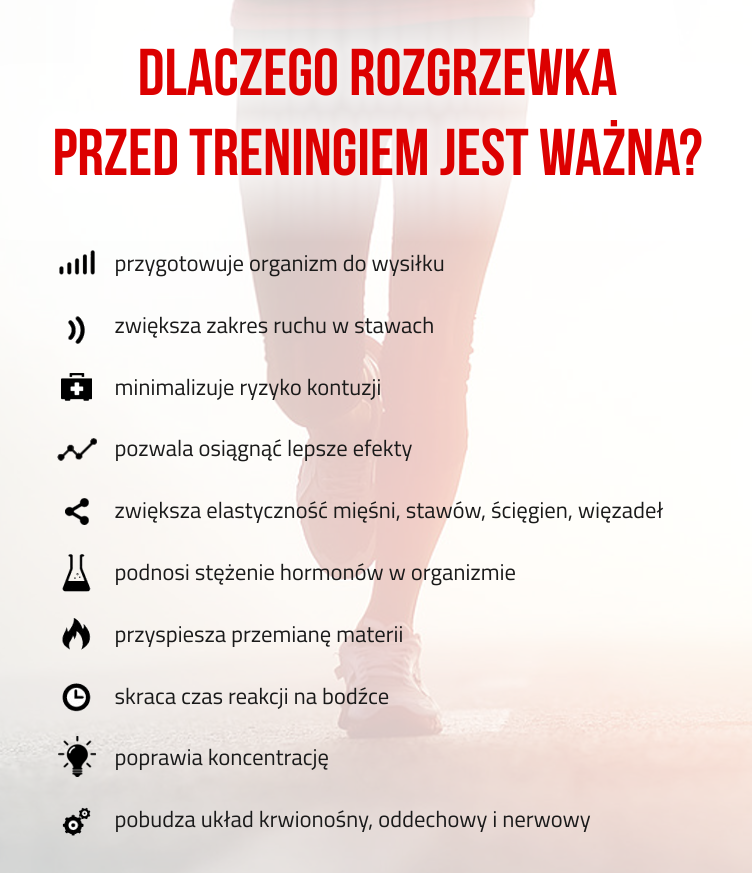 DLACZEGO ROZGRZEWKA
PRZED TRENINGIEM JEST WAŻNA?
przygotowuje organizm do wysiłku
zwiększa zakres ruchu w stawach
minimalizuje ryzyko kontuzji
pozwala osiągnąć lepsze efekty
zwiększa elastyczność mięśni, stawów, ścięgien, więzadeł
podnosi stężenie hormonów w organizmie
przyspiesza przemianę materii
skraca czas reakcji na bodźce
poprawia koncentrację
pobudza układ krwionośny, oddechowy i nerwowy